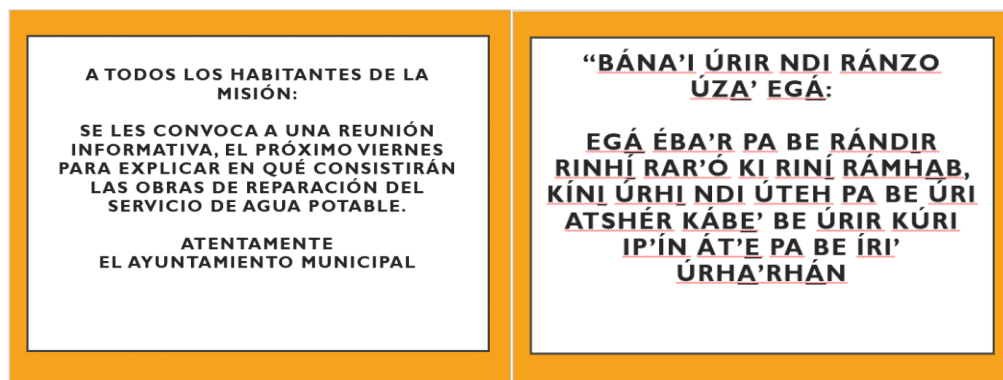 A TODOS LOS HABITANTES DE LA
MISIÓN:
SE LES CONVOCA A UNA REUNIÓN
INFORMATIVA, EL PRÓXIMO VIERNES
PARA EXPLICAR EN QUÉ CONSISTIRÁN
LAS OBRAS DE REPARACIÓN DEL
SERVICIO DE AGUA POTABLE.
ATENTAMENTE
EL AYUNTAMIENTO MUNICIPAL
“BÁNA’I ÚRIR NDI RÁNZO
ÚZA̲’ EGÁ̲:
EGÁ̲ ÉBA’R PA BE RÁNDI̲R
RINHÍ̲ RAR’Ó KI RINÍ̲ RÁMHA̲B,
KÍNI̲ ÚRHI̲ NDI ÚTEH PA BE ÚRI
ATSHÉR KÁBE̲’ BE ÚRIR KÚRI
IP’ÍN ÁT’E̲ PA BE ÍRI’
ÚRHA̲’RHÁ̲N